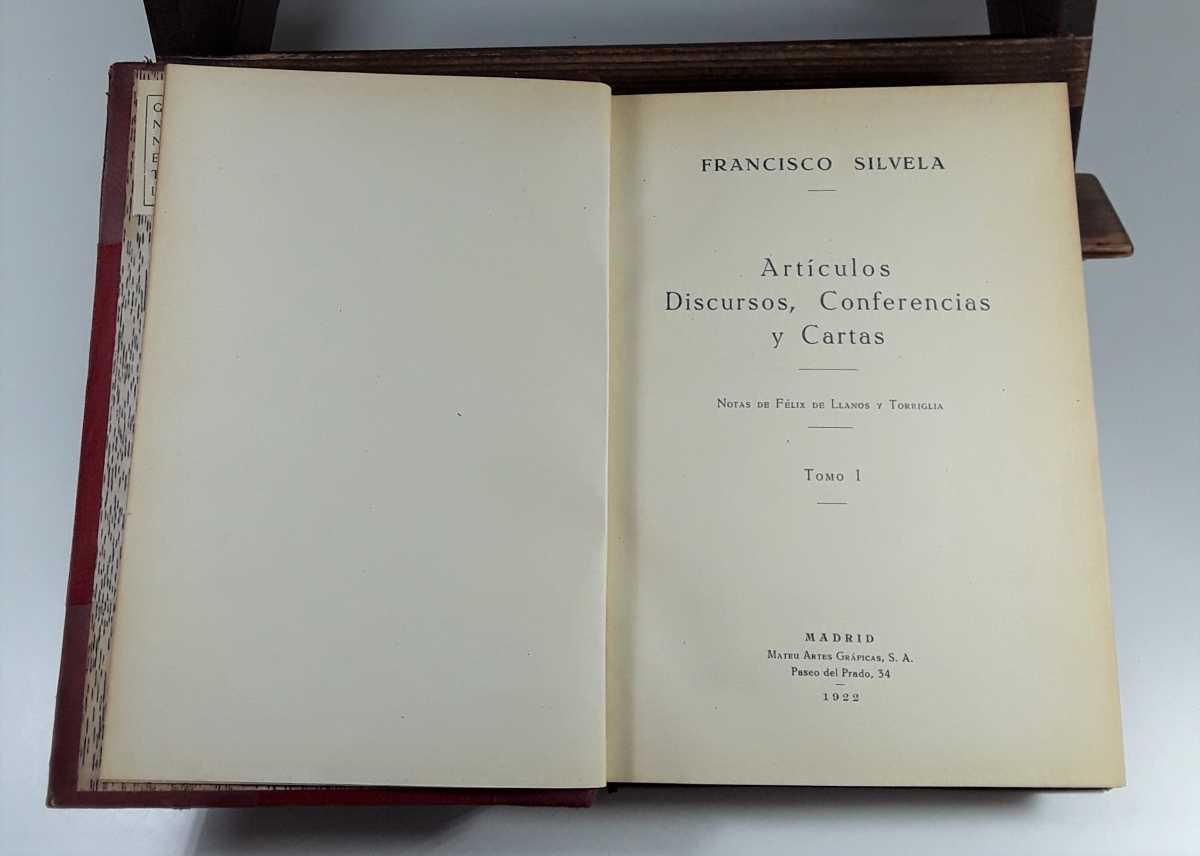 FRANCISCO SILVELA
Artículos
Discursos, Conferencias
y Cartas
Notas de Félix de Llanos y Torriglia
Tomo I
MADRID
Mateu Artes Gráficas, S. A.
Paseo del Prado, 34
1922